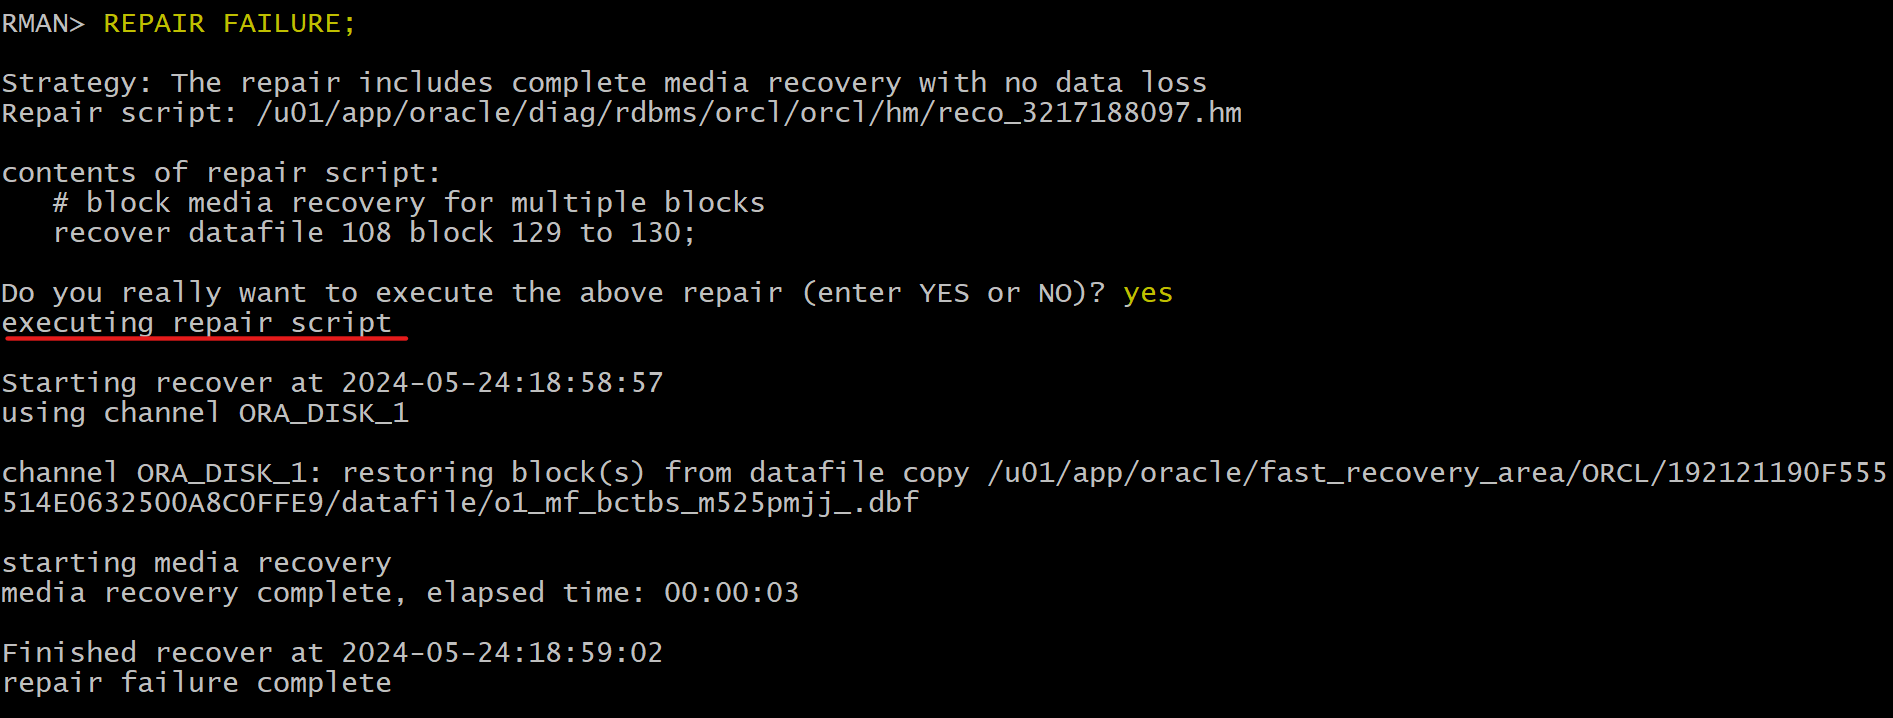 RMAN> REPAIR FAILURE;
Strategy: The repair includes complete media recovery with no data loss
Repair script: /u01/app/oracle/diag/rdbms/orcl/orcl/hm/reco_3217188097.hm
contents of repair script:
# block media recovery for multiple blocks
recover datafile 108 block 129 to 130;
Do you really want to execute the above repair (enter YES or NO)? yes
executing repair script
Starting recover at 2024-05-24:18:58:57
using channel ORA_DISK_1
channel ORA_DISK_1: restoring block(s) from datafile copy /u01/app/oracle/fast_recovery_area/ORCL/192121190F555
514E0632500A8C0FFE9/datafile/o1_mf_bctbs_m525pmjj_.dbf
starting media recovery
media recovery complete, elapsed time: 00:00:03
Finished recover at 2024-05-24:18:59:02
repair failure complete